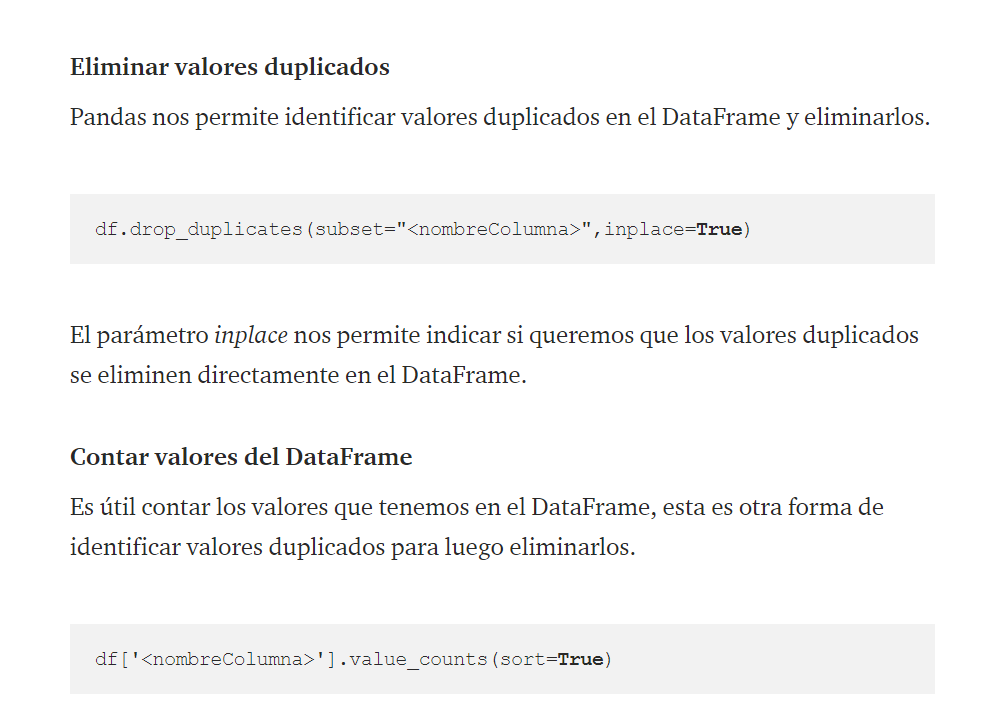 Eliminar valores duplicados
Pandas nos permite identificar valores duplicados en el DataFrame y eliminarlos.
df.drop_duplicates(subset="<nombreColumna>",inplace=True)
El parámetro inplace nos permite indicar si queremos que los valores duplicados
se eliminen directamente en el DataFrame.
Contar valores del DataFrame
Es útil contar los valores que tenemos en el DataFrame, esta es otra forma de
identificar valores duplicados para luego eliminarlos.
df['<nombreColumna>'].value_counts(sort=True)